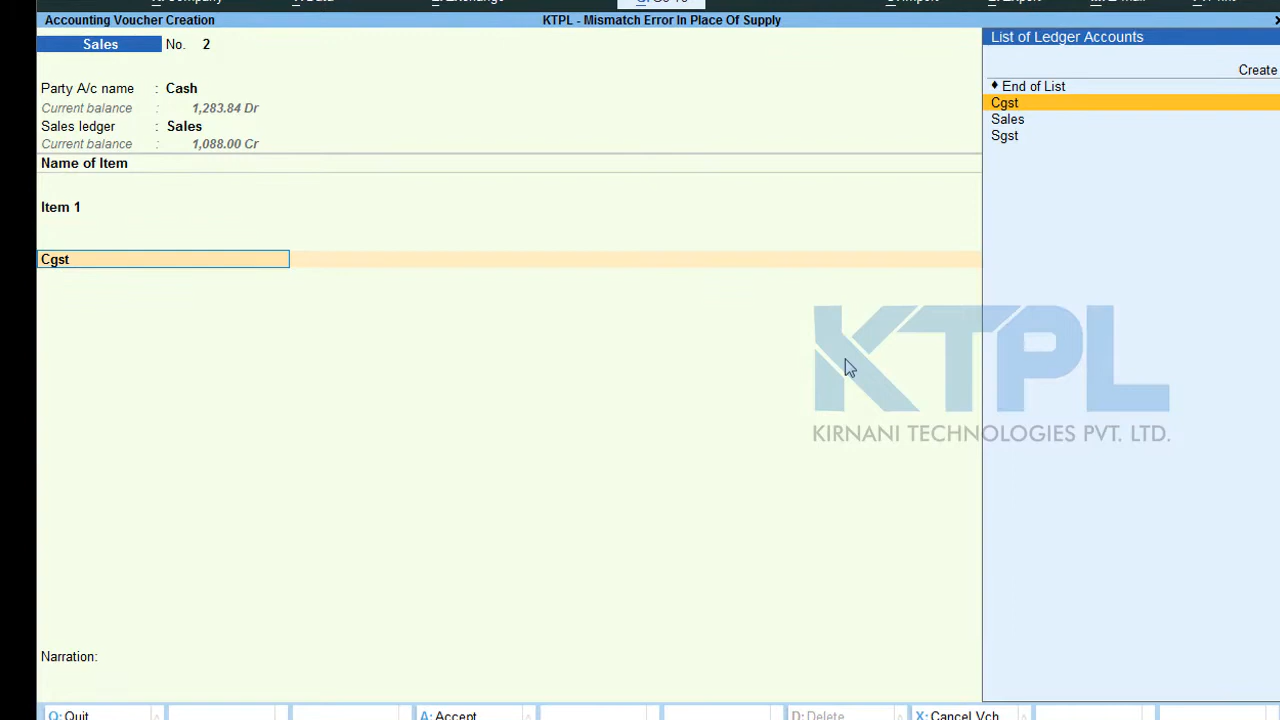 Accounting Voucher Creation
KTPL - Mismatch Error In Place Of Supply
Sales No. 2
Party A/c name : Cash
Current balance : 1,283.84 Dr
Sales ledger : Sales
Current balance : 1,088.00 Cr
Name of Item
Item 1
Cgst
Narration:
List of Ledger Accounts
Create
♦ End of List
Cgst
Sales
Sgst
KTPL
KIRNANI TECHNOLOGIES PVT. LTD.
Q: Quit
A: Accept
D: Delete
X: Cancel Vch